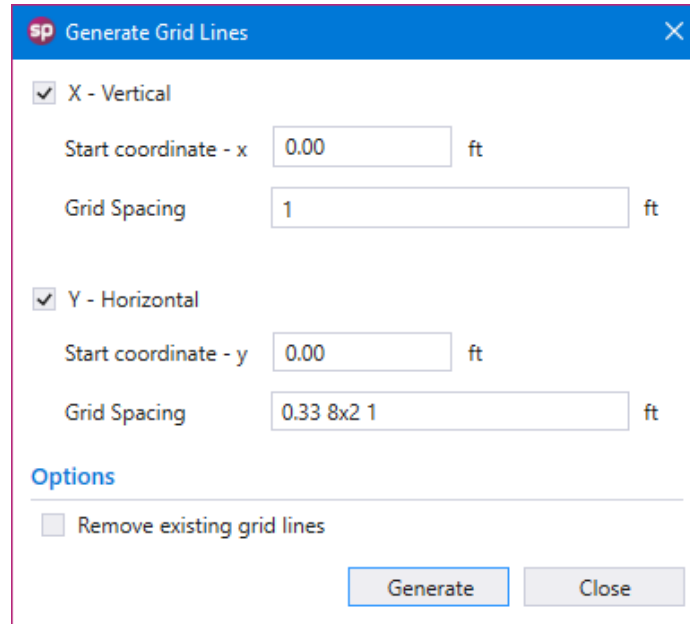 sp Generate Grid Lines
X - Vertical
Start coordinate - x 0.00 ft
Grid Spacing 1 ft
Y - Horizontal
Start coordinate - y 0.00 ft
Grid Spacing 0.33 8x2 1 ft
Options
Remove existing grid lines
Generate Close